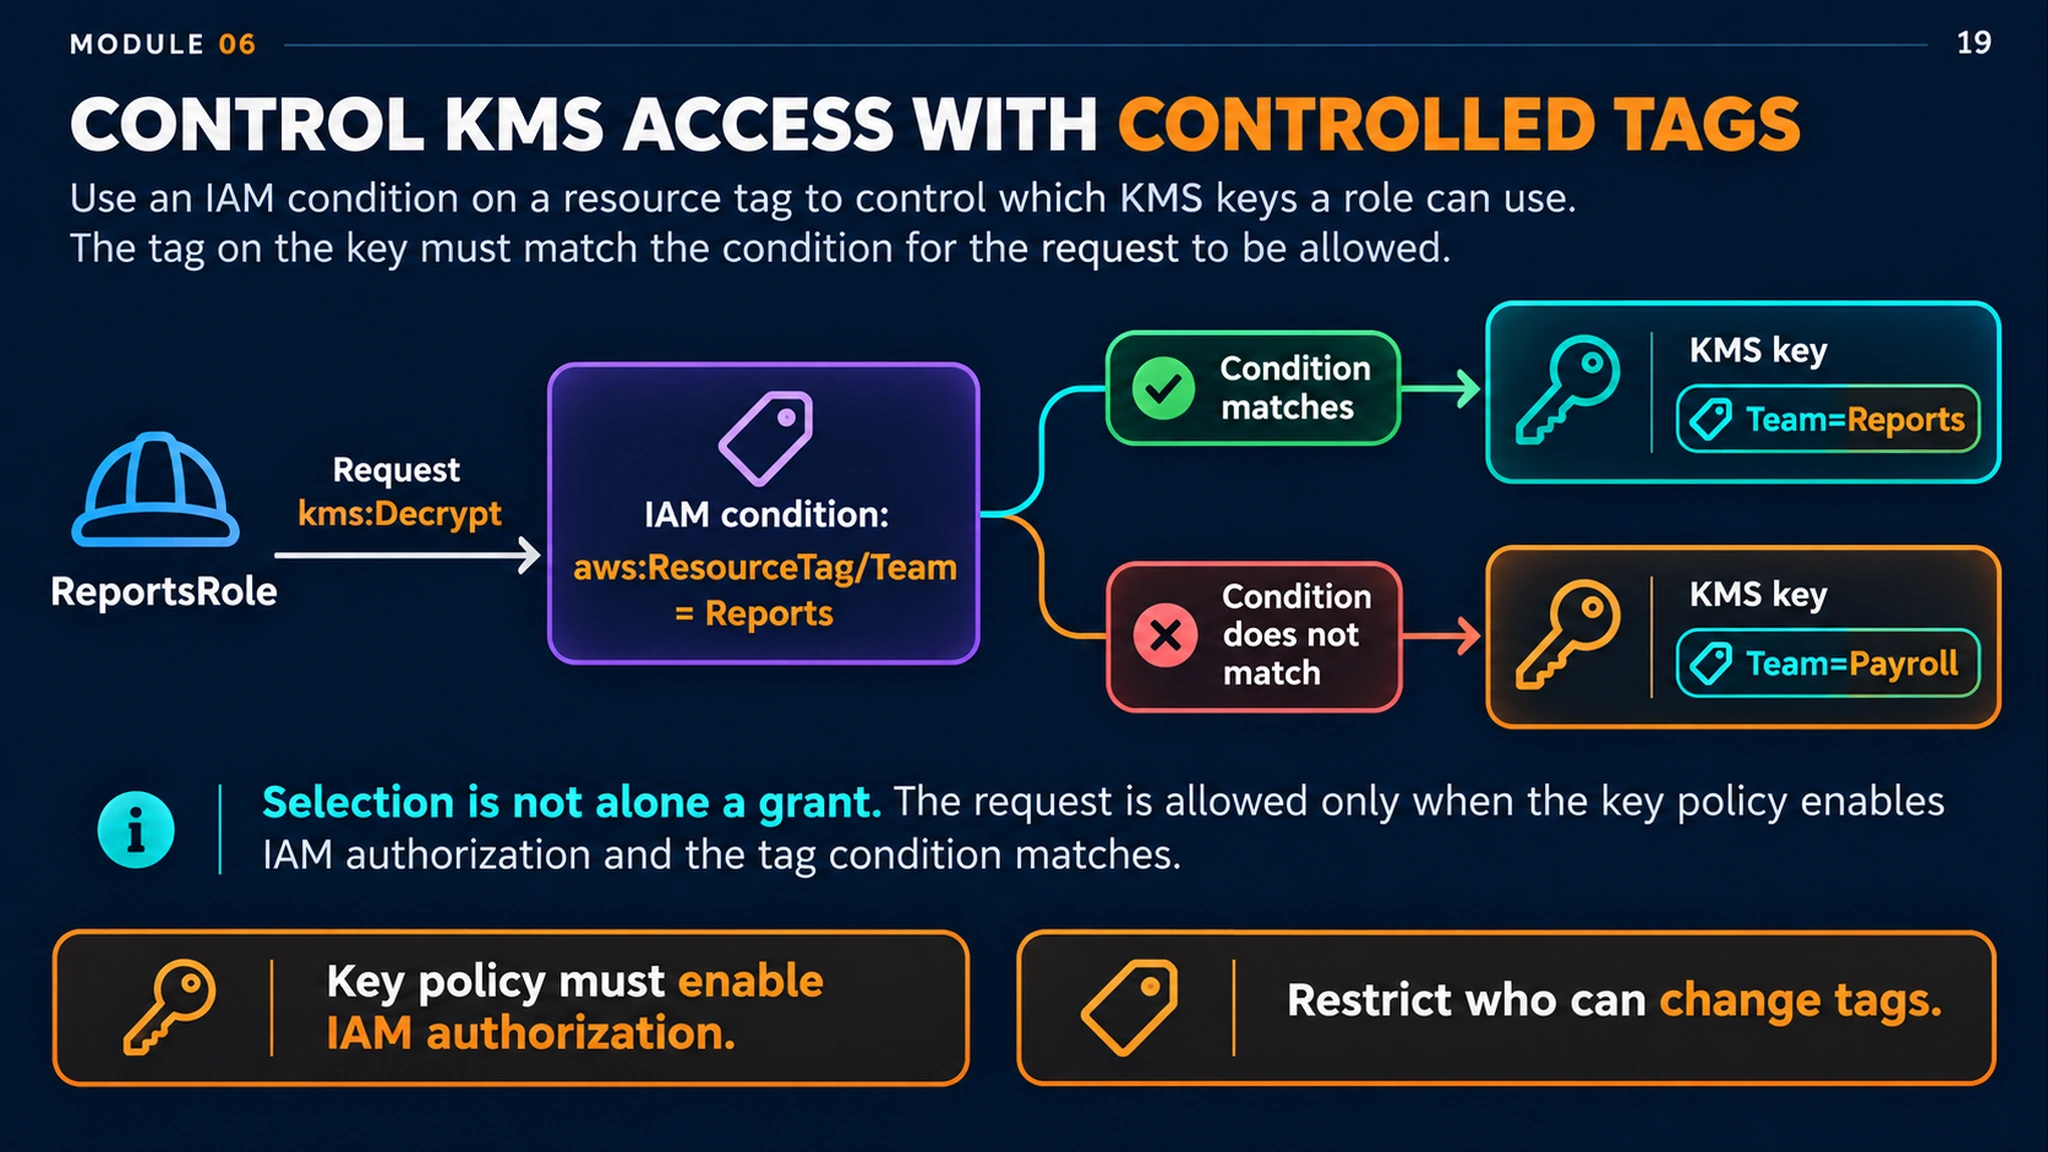 MODULE 06
19
CONTROL KMS ACCESS WITH CONTROLLED TAGS
Use an IAM condition on a resource tag to control which KMS keys a role can use.
The tag on the key must match the condition for the request to be allowed.
ReportsRole
Request
kms:Decrypt
IAM condition:
aws:ResourceTag/Team
= Reports
Condition
matches
KMS key
Team=Reports
Condition
does not
match
KMS key
Team=Payroll
Selection is not alone a grant. The request is allowed only when the key policy enables
IAM authorization and the tag condition matches.
Key policy must enable
IAM authorization.
Restrict who can change tags.